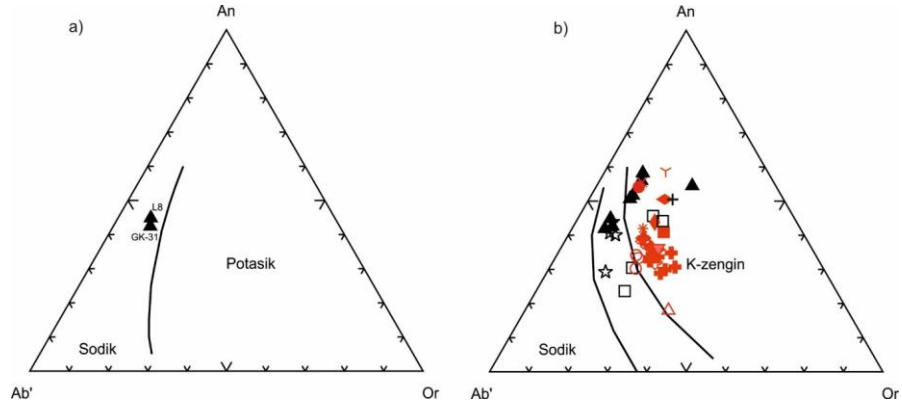 a)
An
L8
GK-31
Potasik
Sodik
Ab'
Or
b)
An
K-zengin
Sodik
Ab'
Or